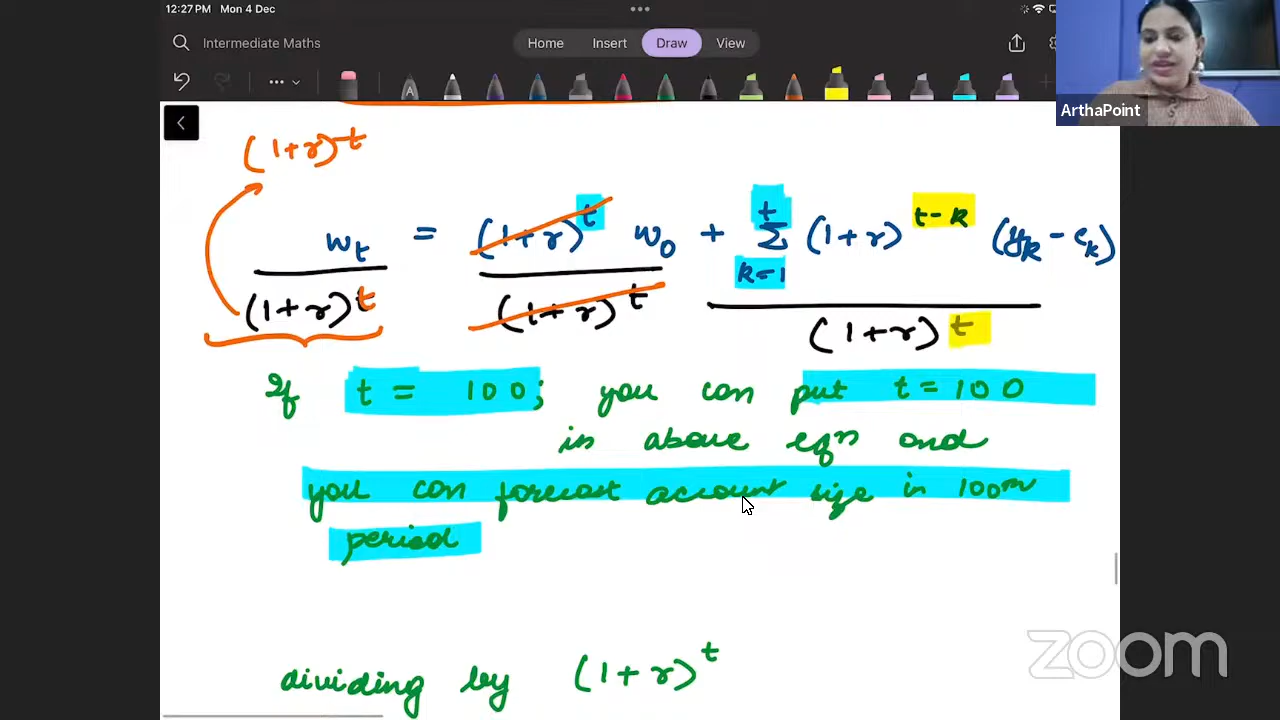 12:27 PM Mon 4 Dec
Intermediate Maths
Home Insert Draw View
A
ArthaPoint
(1+r)^t
w_t = (1+r)^t w_0 + Σ_{k=1}^{t} (1+r)^{t-k} (y_k - c_k)
(1+r)^t (1+r)^t (1+r)^t
If t = 100; you can put t=100
in above eqn and
you can forecast account size in 100th
period
zoom
dividing by (1+r)^t